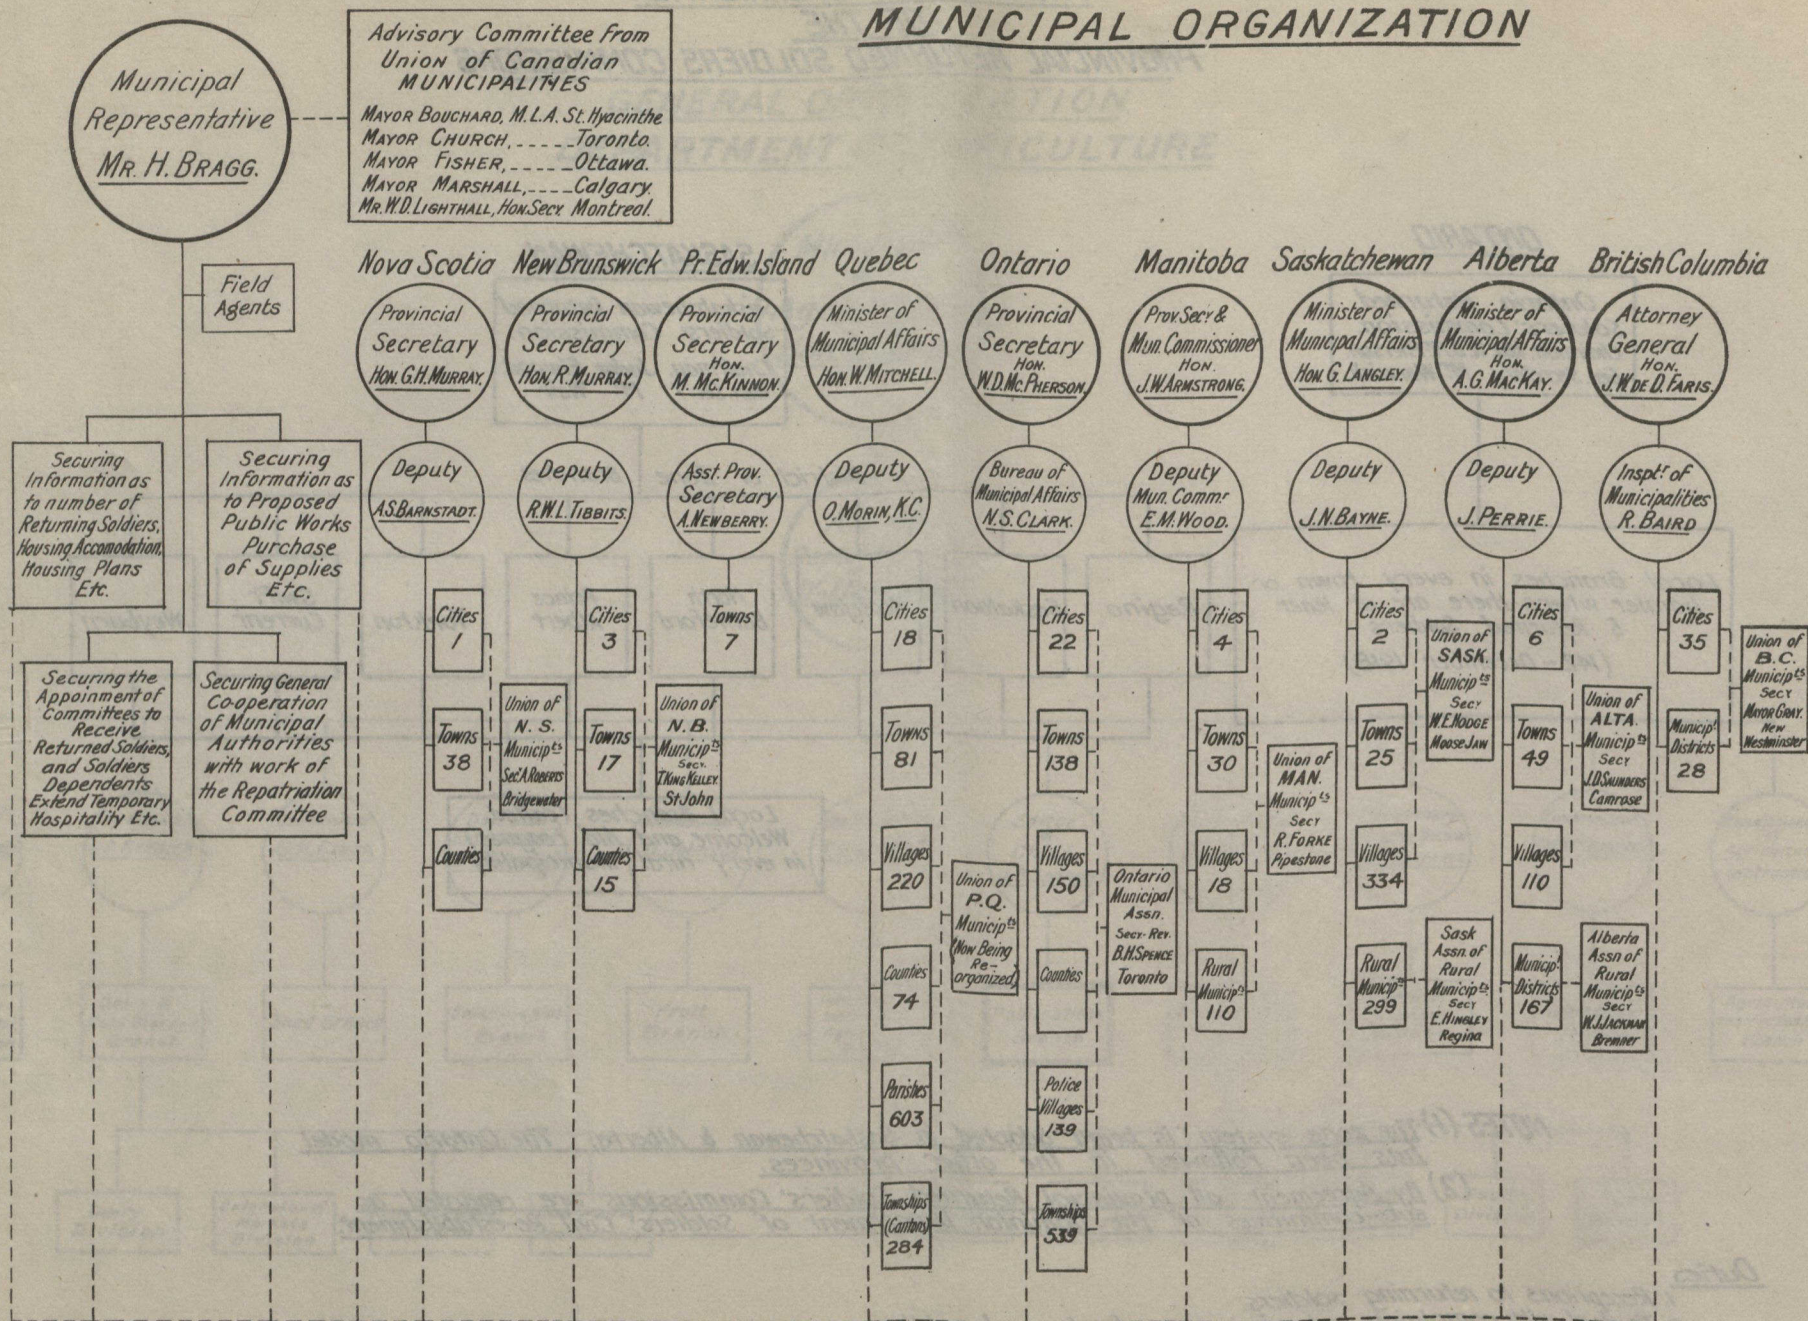 MUNICIPAL ORGANIZATION
Municipal
Representative
MR. H. BRAGG.
Advisory Committee from
Union of Canadian
MUNICIPALITIES
MAYOR BOUCHARD, M.L.A. St. Hyacinthe
MAYOR CHURCH, ----- Toronto.
MAYOR FISHER, ----- Ottawa.
MAYOR MARSHALL, ---- Calgary.
MR. W.D. LIGHTHALL, HON. SECY. Montreal.
Field
Agents
Securing
Information as
to number of
Returning Soldiers,
Housing Accomodation,
Housing Plans
Etc.
Securing
Information as
to Proposed
Public Works
Purchase
of Supplies
Etc.
Securing the
Appoinment of
Committees to
Receive
Returned Soldiers,
and Soldiers
Dependents
Extend Temporary
Hospitality Etc.
Securing General
Co-operation
of Municipal
Authorities
with work of
the Repatriation
Committee
Nova Scotia
Provincial
Secretary
HON. G.H. MURRAY.
Deputy
A.S. BARNSTADT.
Cities
1
Towns
38
Counties
Union of
N. S.
Municip ts
Sec. A. ROBERTS
Bridgewater
New Brunswick
Provincial
Secretary
HON. R. MURRAY.
Deputy
R.W.L. TIBBITS.
Cities
3
Towns
17
Counties
15
Union of
N. B.
Municip ts
Secy.
T. KING KELLEY.
St John
Pr. Edw. Island
Provincial
Secretary
HON.
M. Mc. KINNON.
Asst. Prov.
Secretary
A. NEWBERRY.
Towns
7
Quebec
Minister of
Municipal Affairs
HON. W. MITCHELL.
Deputy
O. MORIN, K.C.
Cities
18
Towns
81
Villages
220
Counties
74
Parishes
603
Townships
(Cantons)
284
Union of
P.Q.
Municip ts
(Now Being
Re-
organized)
Ontario
Provincial
Secretary
HON.
W.D. Mc. PHERSON.
Bureau of
Municipal Affairs
N.S. CLARK.
Cities
22
Towns
138
Villages
150
Counties
Police
Villages
139
Townships
539
Ontario
Municipal
Assn.
Secy-Rev.
B.H. SPENCE
Toronto
Manitoba
Prov. Secy &
Mun. Commissioner
HON.
J.W. ARMSTRONG.
Deputy
Mun. Commr
E.M. WOOD.
Cities
4
Towns
30
Villages
18
Rural
Municip ts
110
Union of
MAN.
Municip ts
Secy
R. FORKE
Pipestone
Saskatchewan
Minister of
Municipal Affairs
HON. G. LANGLEY.
Deputy
J.N. BAYNE.
Cities
2
Towns
25
Villages
334
Rural
Municip ts
299
Union of
SASK.
Municip ts
Secy
W.E. HODGE
Moose Jaw
Sask
Assn. of
Rural
Municip ts
Secy
E. HINGLEY
Regina
Alberta
Minister of
Municipal Affairs
HON.
A.G. MACKAY.
Deputy
J. PERRIE.
Cities
6
Towns
49
Villages
110
Municip l
Districts
167
Union of
ALTA.
Municip ts
Secy
J.D. SAUNDERS
Camrose
Alberta
Assn of
Rural
Municip ts
Secy
W.J. JACKMAN
Bremner
British Columbia
Attorney
General
HON.
J.W. DE D. FARIS.
Inspt r. of
Municipalities
R. BAIRD
Cities
35
Municip l
Districts
28
Union of
B.C.
Municip ts
Secy
MAYOR GRAY.
New
Westminster